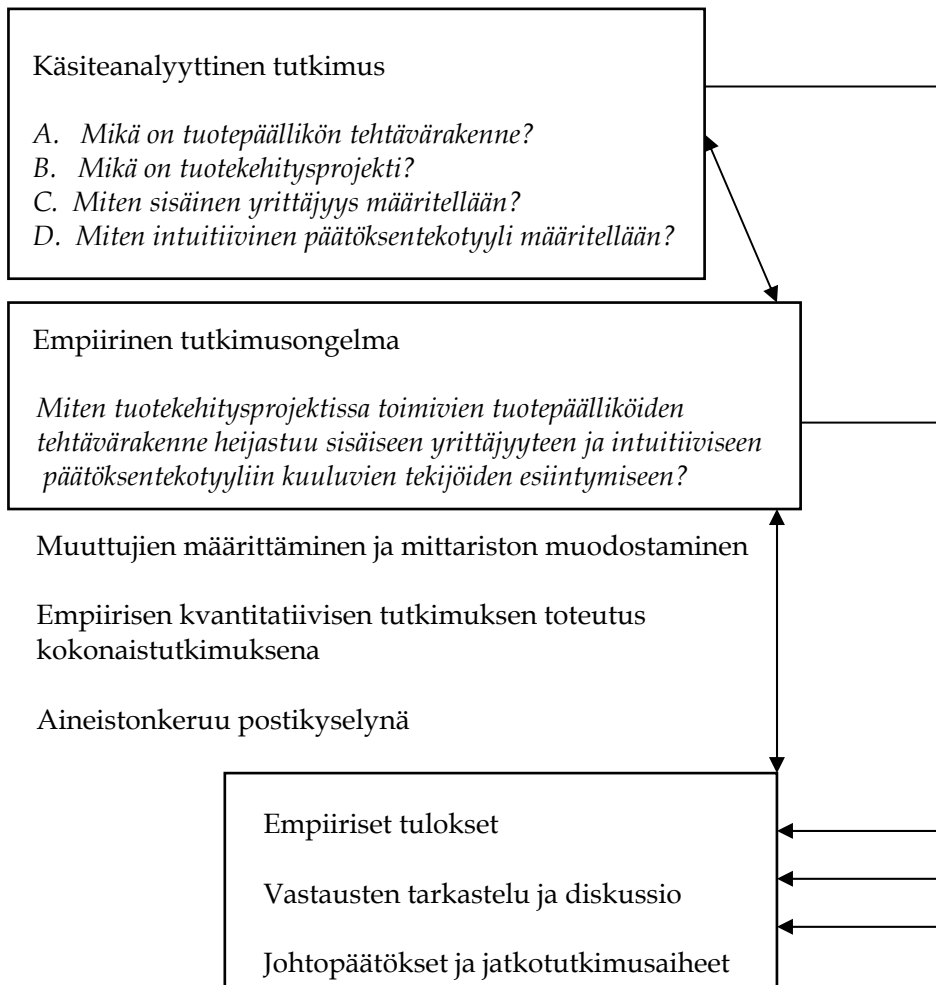 Käsiteanalyyttinen tutkimus
A. Mikä on tuotepäällikön tehtävärakenne?
B. Mikä on tuotekehitysprojekti?
C. Miten sisäinen yrittäjyys määritellään?
D. Miten intuitiivinen päätöksentekotyyli määritellään?
Empiirinen tutkimusongelma
Miten tuotekehitysprojektissa toimivien tuotepäälliköiden
tehtävärakenne heijastuu sisäiseen yrittäjyyteen ja intuitiiviseen
päätöksentekotyyliin kuuluvien tekijöiden esiintymiseen?
Muuttujien määrittäminen ja mittariston muodostaminen
Empiirisen kvantitatiivisen tutkimuksen toteutus
kokonaistutkimuksena
Aineistonkeruu postikyselynä
Empiiriset tulokset
Vastausten tarkastelu ja diskussio
Johtopäätökset ja jatkotutkimusaiheet